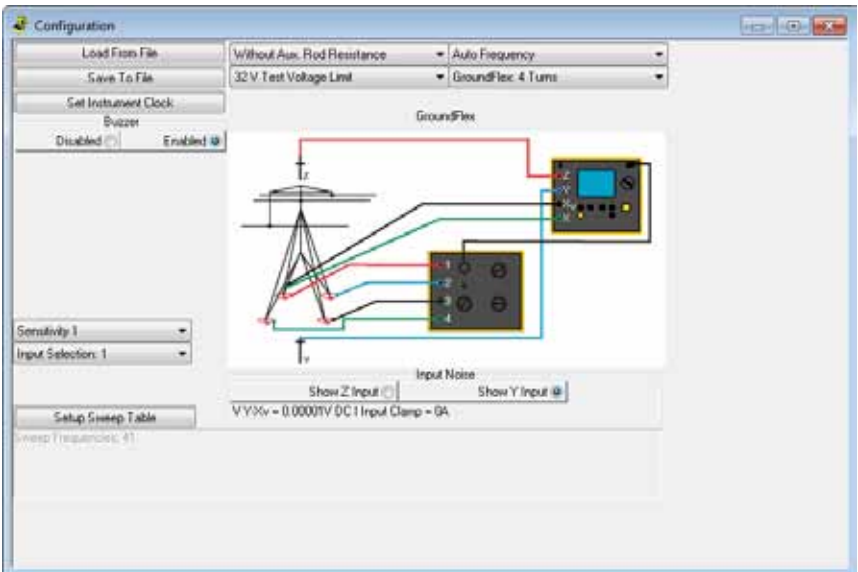 Configuration
Load From File
Without Aux. Rod Resistance
Auto Frequency
Save To File
32 V Test Voltage Limit
GroundFlex: 4 Turns
Set Instrument Clock
Buzzer
GroundFlex
Disabled
Enabled
Z
Z
Y
Xv
X
1
2
3
4
Y
Sensitivity 1
Input Selection: 1
Input Noise
Show Z Input
Show Y Input
Setup Sweep Table
V Y-Xv = 0.00001V DC I Input Clamp = 0A
Sweep Frequencies: 41